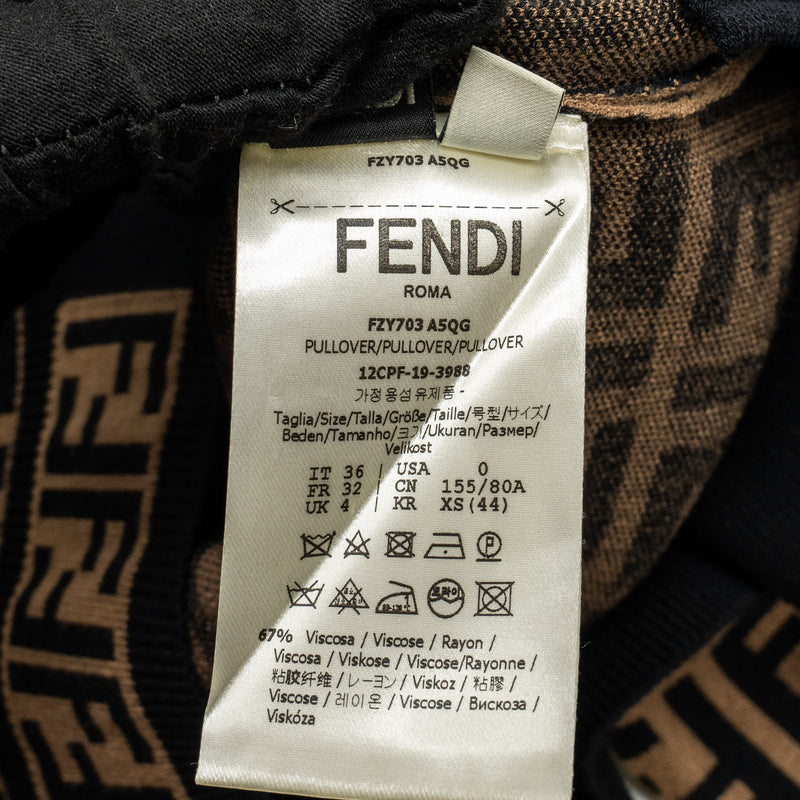 FZY703 A5QG
FENDI
ROMA
FZY703 A5QG
PULLOVER/PULLOVER/PULLOVER
12CPF-19-3988
가정용섬유제품-
Taglia/Size/Talla/Größe/Taille/号型/サイズ/
Beden/Tamanho/크기/Ukuran/Размер/
Velikost
IT 36 | USA 0
FR 32 | CN 155/80A
UK 4 | KR XS(44)
드라이
67% Viscosa / Viscose / Rayon /
Viscosa / Viskose / Viscose/Rayonne /
粘胶纤维 / レーヨン / Viskoz / 粘膠 /
Viscose / 레이온 / Viscose / Вискоза /
Viskóza